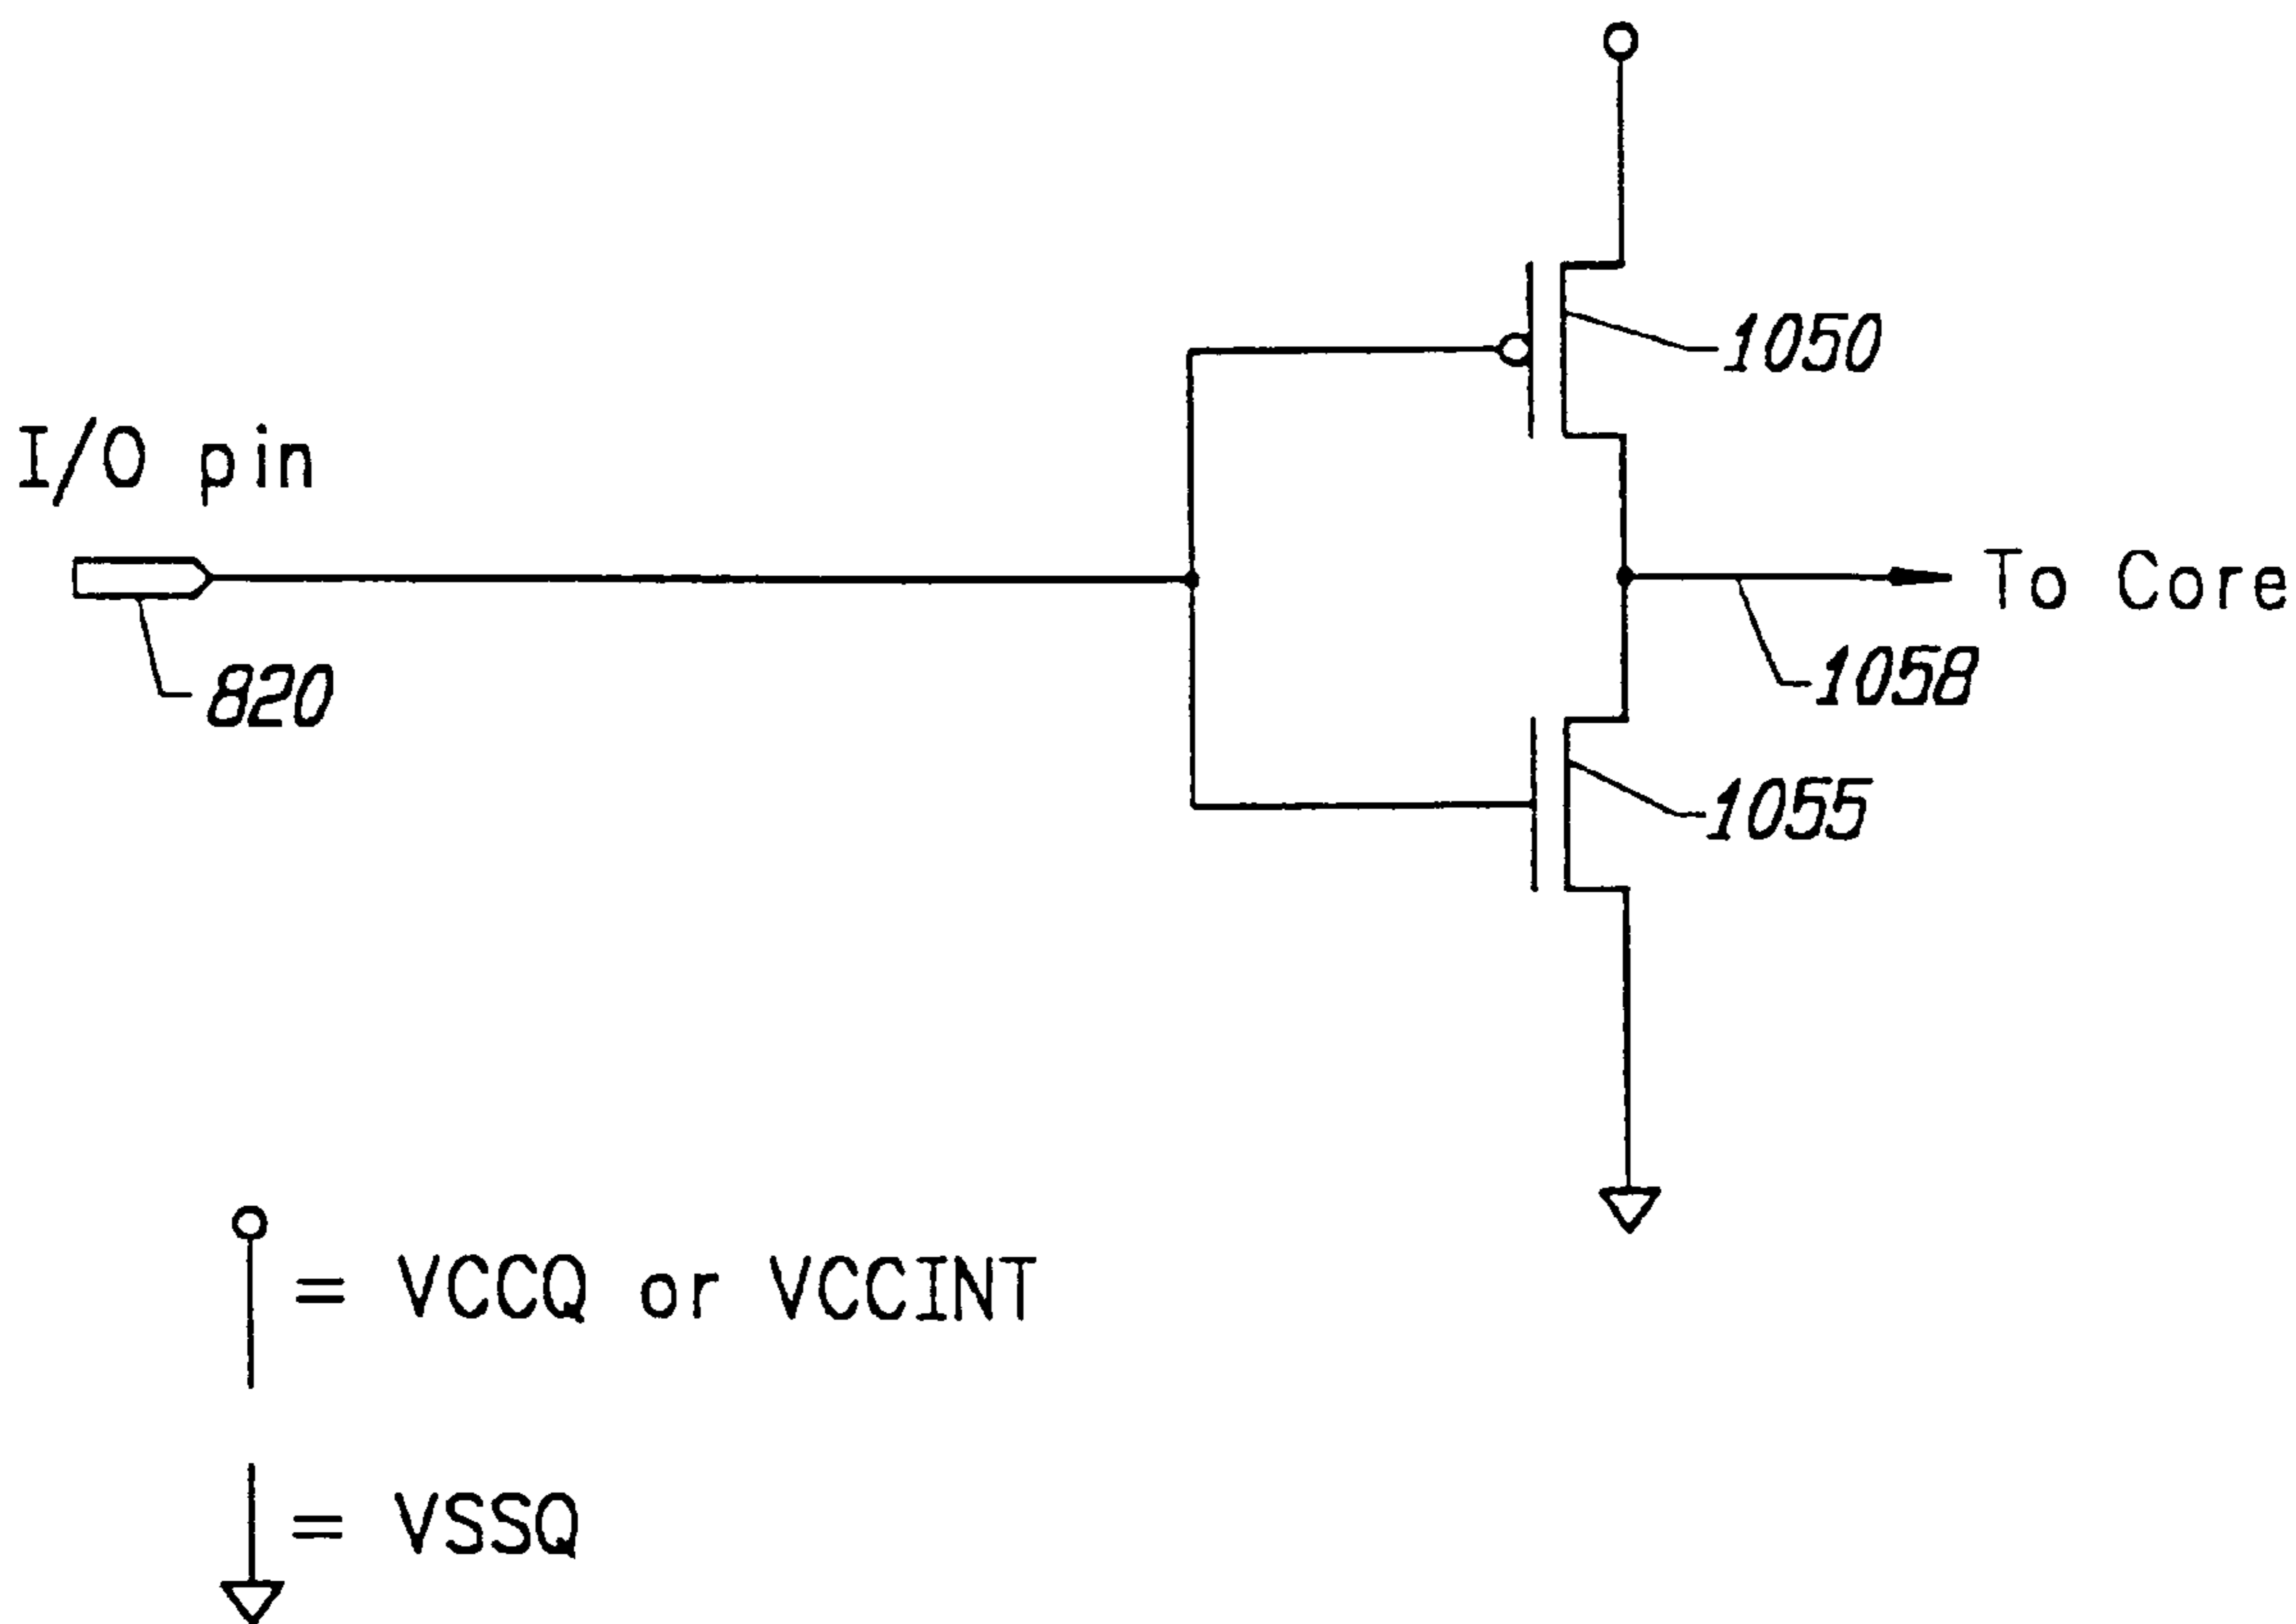 1050
I/O pin
To Core
820
1058
1055
= VCCQ or VCCINT
= VSSQ